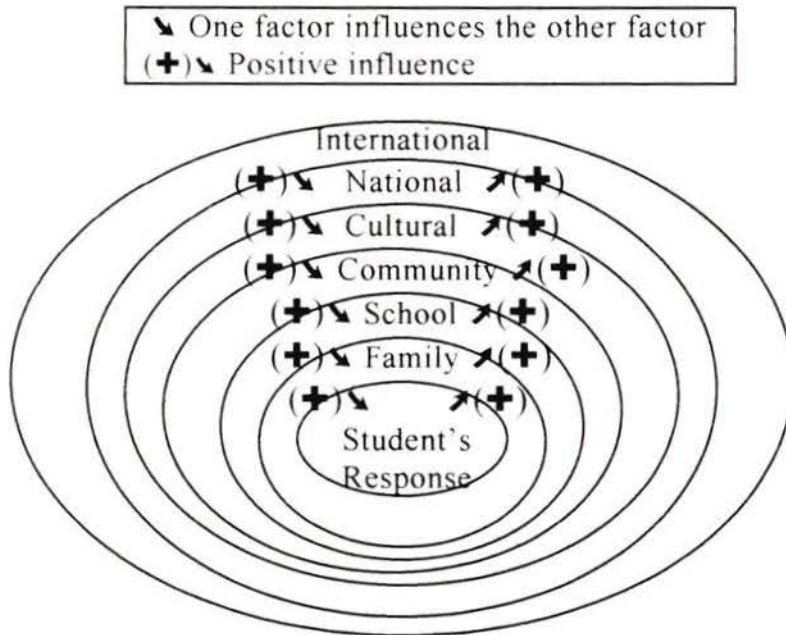 ↘ One factor influences the other factor
(+)↘ Positive influence
International
(+)↘ National ↗(+)
(+)↘ Cultural ↗(+)
(+)↘ Community ↗(+)
(+)↘ School ↗(+)
(+)↘ Family ↗(+)
(+)↘ ↗(+)
Student's
Response